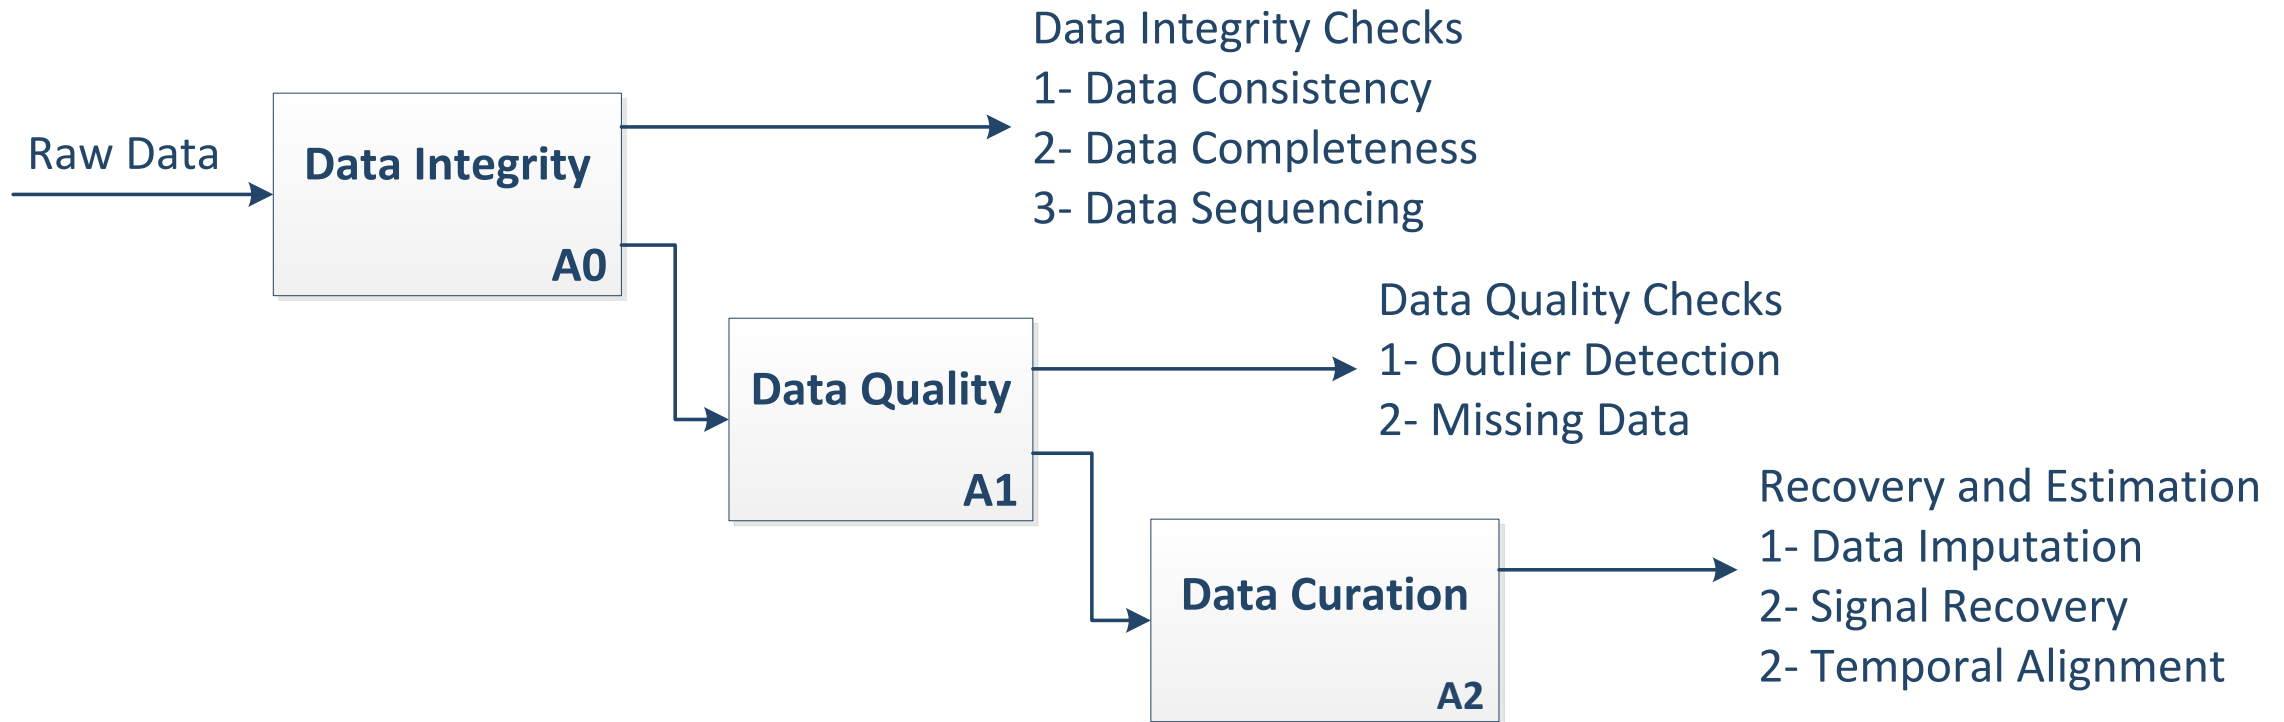 Raw Data
Data Integrity
A0
Data Integrity Checks
1- Data Consistency
2- Data Completeness
3- Data Sequencing
Data Quality
A1
Data Quality Checks
1- Outlier Detection
2- Missing Data
Data Curation
A2
Recovery and Estimation
1- Data Imputation
2- Signal Recovery
2- Temporal Alignment